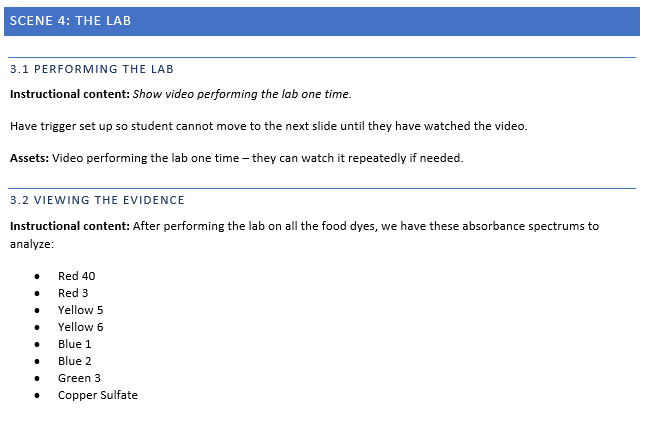 SCENE 4: THE LAB
3.1 PERFORMING THE LAB
Instructional content: Show video performing the lab one time.
Have trigger set up so student cannot move to the next slide until they have watched the video.
Assets: Video performing the lab one time – they can watch it repeatedly if needed.
3.2 VIEWING THE EVIDENCE
Instructional content: After performing the lab on all the food dyes, we have these absorbance spectrums to
analyze:
• Red 40
• Red 3
• Yellow 5
• Yellow 6
• Blue 1
• Blue 2
• Green 3
• Copper Sulfate